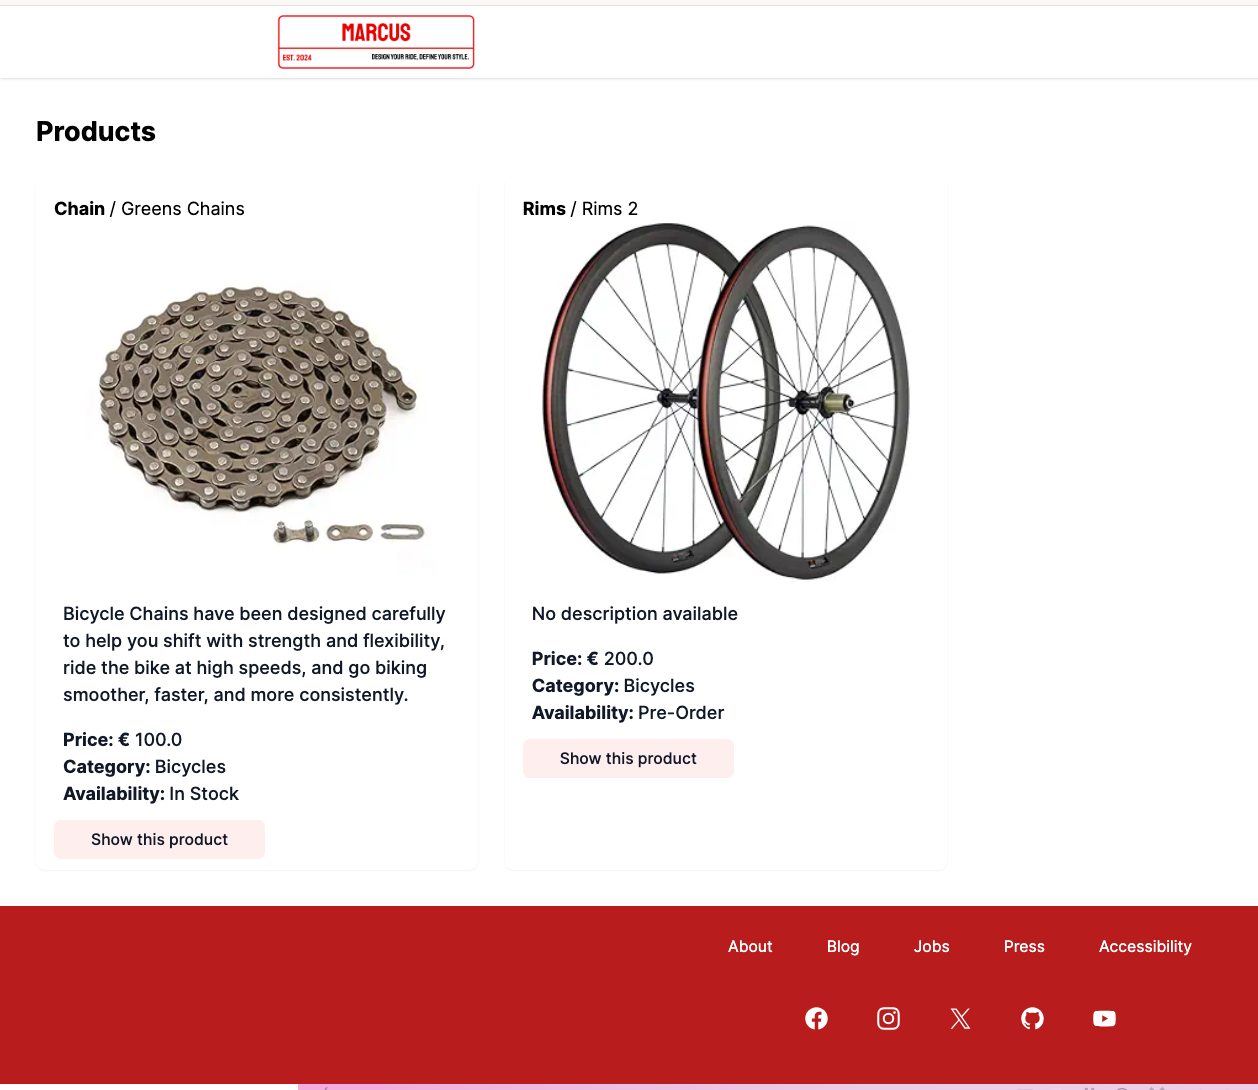 MARCUS
EST. 2024
DESIGN YOUR RIDE, DEFINE YOUR STYLE.
Products
Chain / Greens Chains
Bicycle Chains have been designed carefully
to help you shift with strength and flexibility,
ride the bike at high speeds, and go biking
smoother, faster, and more consistently.
Price: € 100.0
Category: Bicycles
Availability: In Stock
Show this product
Rims / Rims 2
No description available
Price: € 200.0
Category: Bicycles
Availability: Pre-Order
Show this product
About Blog Jobs Press Accessibility